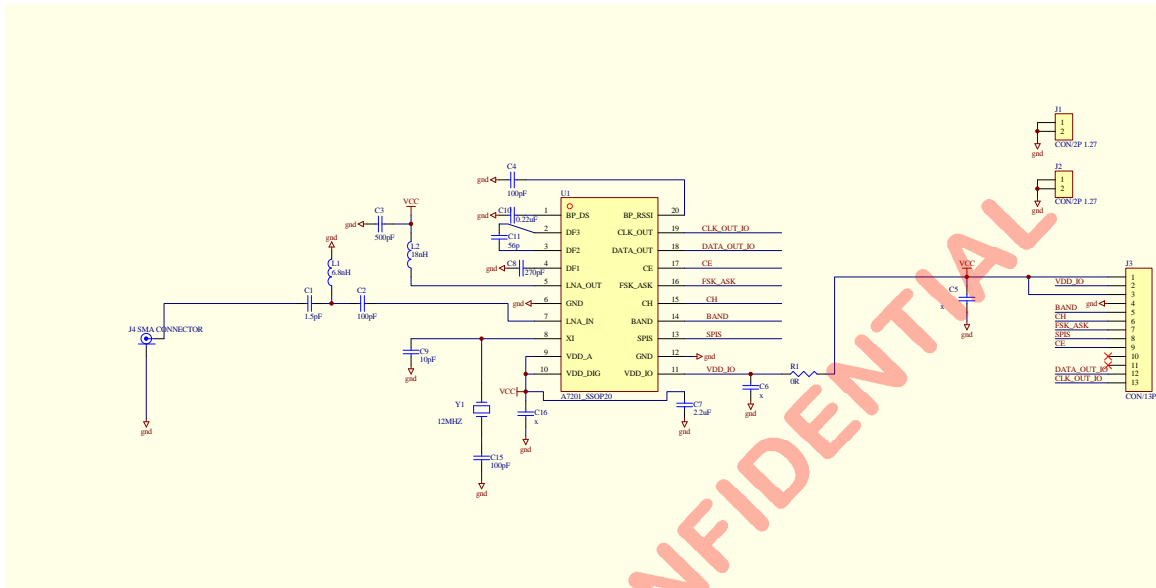 J1
1
2
gnd
CON/2P 1.27
J2
1
2
gnd
CON/2P 1.27
C4
gnd
100pF
U1
C10
gnd
0.22uF
1
BP_DS
BP_RSSI
20
2
DF3
CLK_OUT
19
CLK_OUT_IO
C11
56p
3
DF2
DATA_OUT
18
DATA_OUT_IO
C8
gnd
270pF
4
DF1
CE
17
CE
5
LNA_OUT
FSK_ASK
16
FSK_ASK
gnd
6
GND
CH
15
CH
7
LNA_IN
BAND
14
BAND
8
XI
SPIS
13
SPIS
9
VDD_A
GND
12
gnd
10
VDD_DIG
VDD_IO
11
VDD_IO
A7201_SSOP20
VCC
C3
gnd
500pF
L2
18nH
gnd
L1
6.8nH
C1
1.5pF
C2
100pF
J4 SMA CONNECTOR
gnd
C9
10pF
gnd
Y1
12MHZ
C15
100pF
gnd
VCC
C16
x
gnd
C7
2.2uF
gnd
C6
x
gnd
R1
0R
VCC
C5
x
gnd
J3
1
VDD_IO
2
3
gnd
4
BAND
5
CH
6
FSK_ASK
7
SPIS
8
CE
9
10
11
DATA_OUT_IO
12
CLK_OUT_IO
13
CON/13P
NFIDENTIAL